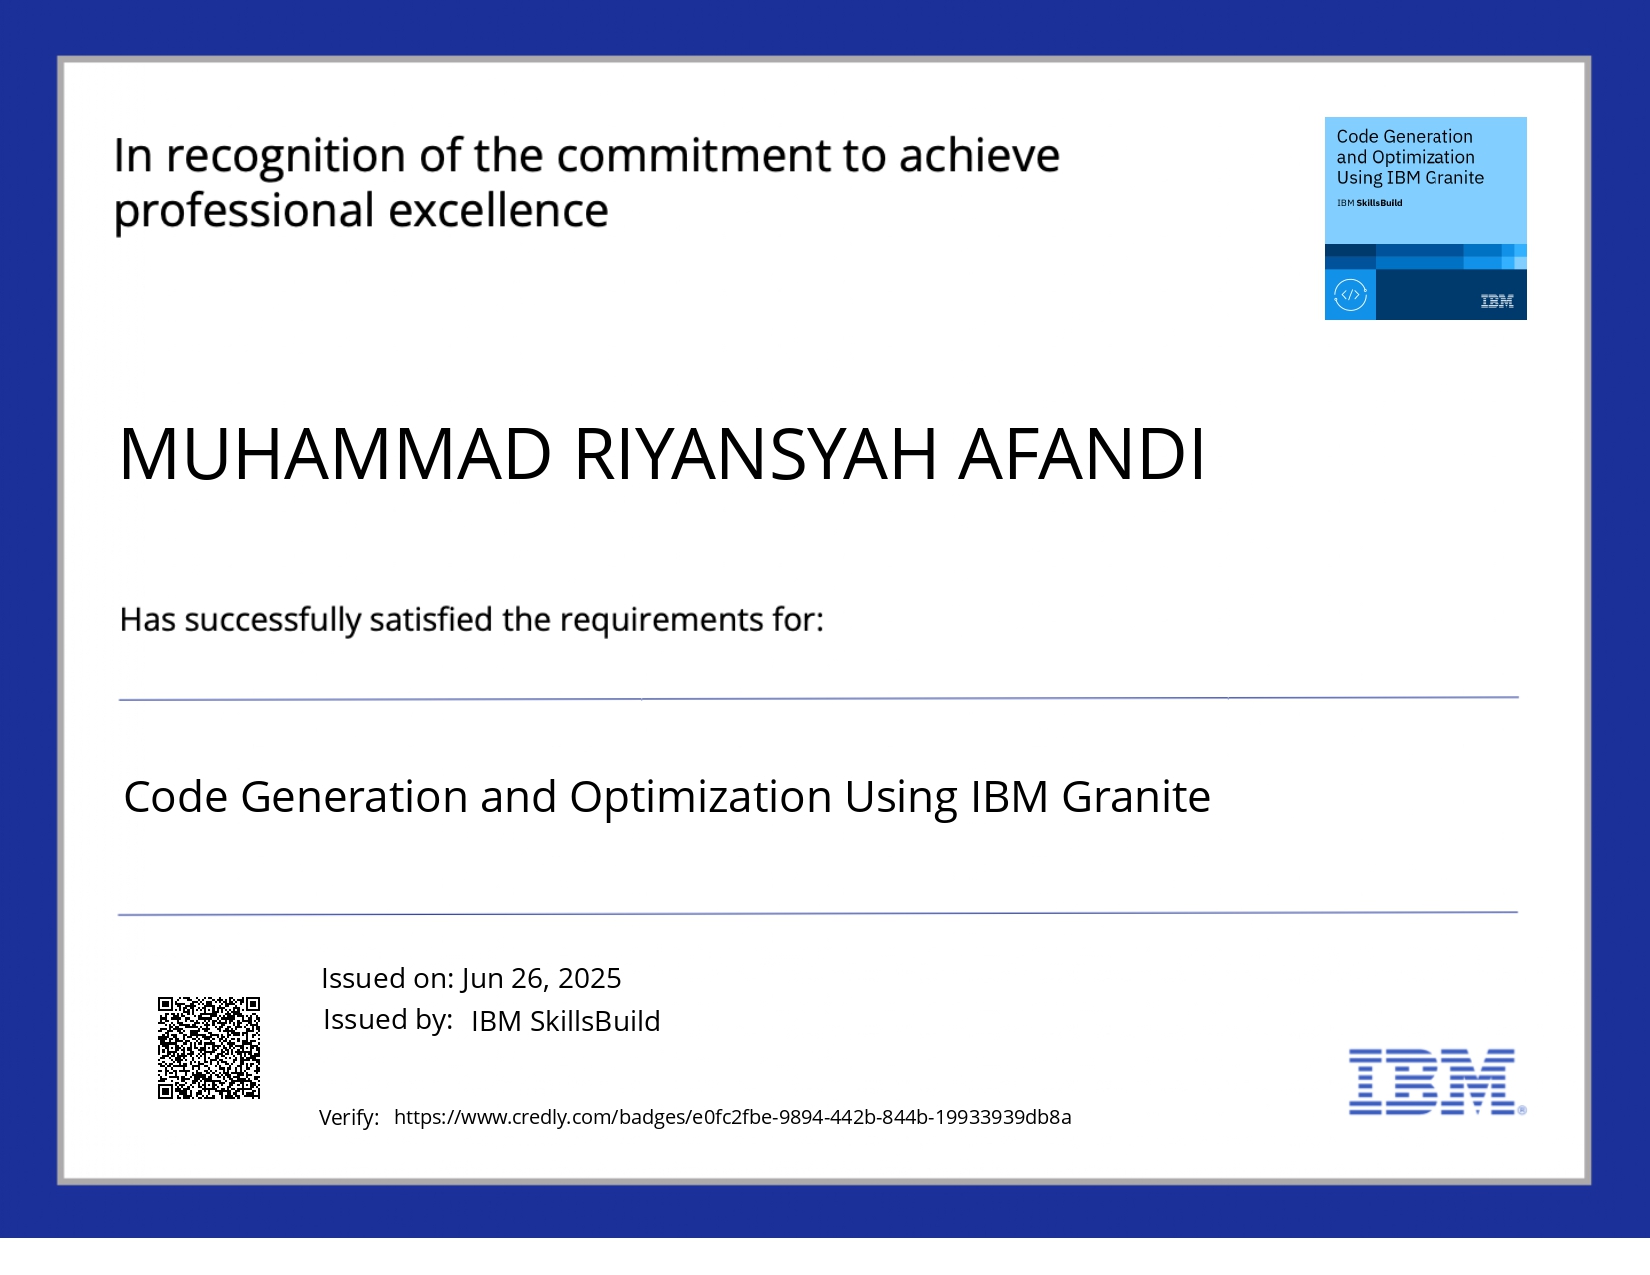 In recognition of the commitment to achieve
professional excellence
Code Generation
and Optimization
Using IBM Granite
IBM SkillsBuild
</>
IBM
MUHAMMAD RIYANSYAH AFANDI
Has successfully satisfied the requirements for:
Code Generation and Optimization Using IBM Granite
Issued on: Jun 26, 2025
Issued by: IBM SkillsBuild
Verify: https://www.credly.com/badges/e0fc2fbe-9894-442b-844b-19933939db8a
IBM®